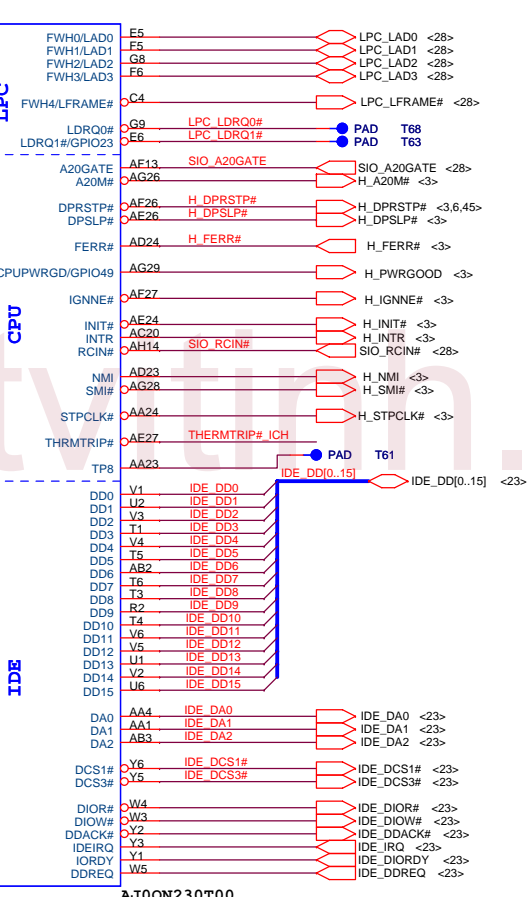 LPC
FWH0/LAD0 E5 LPC_LAD0 <28>
FWH1/LAD1 F5 LPC_LAD1 <28>
FWH2/LAD2 G8 LPC_LAD2 <28>
FWH3/LAD3 F6 LPC_LAD3 <28>
FWH4/LFRAME# C4 LPC_LFRAME# <28>
LDRQ0# G9 LPC_LDRQ0# PAD T68
LDRQ1#/GPIO23 E6 LPC_LDRQ1# PAD T63
CPU
A20GATE AF13 SIO_A20GATE SIO_A20GATE <28>
A20M# AG26 H_A20M# <3>
DPRSTP# AF26 H_DPRSTP# H_DPRSTP# <3,6,45>
DPSLP# AE26 H_DPSLP# H_DPSLP# <3>
FERR# AD24 H_FERR# H_FERR# <3>
CPUPWRGD/GPIO49 AG29 H_PWRGOOD <3>
IGNNE# AF27 H_IGNNE# <3>
INIT# AE24 H_INIT# <3>
INTR AC20 H_INTR <3>
RCIN# AH14 SIO_RCIN# SIO_RCIN# <28>
NMI AD23 H_NMI <3>
SMI# AG28 H_SMI# <3>
STPCLK# AA24 H_STPCLK# <3>
THRMTRIP# AE27 THERMTRIP#_ICH
TP8 AA23 PAD T61
tvitinh.
IDE
IDE_DD[0..15] IDE_DD[0..15] <23>
DD0 V1 IDE_DD0
DD1 U2 IDE_DD1
DD2 V3 IDE_DD2
DD3 T1 IDE_DD3
DD4 V4 IDE_DD4
DD5 T5 IDE_DD5
DD6 AB2 IDE_DD6
DD7 T6 IDE_DD7
DD8 T3 IDE_DD8
DD9 R2 IDE_DD9
DD10 T4 IDE_DD10
DD11 V6 IDE_DD11
DD12 V5 IDE_DD12
DD13 U1 IDE_DD13
DD14 V2 IDE_DD14
DD15 U6 IDE_DD15
DA0 AA4 IDE_DA0 IDE_DA0 <23>
DA1 AA1 IDE_DA1 IDE_DA1 <23>
DA2 AB3 IDE_DA2 IDE_DA2 <23>
DCS1# Y6 IDE_DCS1# IDE_DCS1# <23>
DCS3# Y5 IDE_DCS3# IDE_DCS3# <23>
DIOR# W4 IDE_DIOR# <23>
DIOW# W3 IDE_DIOW# <23>
DDACK# Y2 IDE_DDACK# <23>
IDEIRQ Y3 IDE_IRQ <23>
IORDY Y1 IDE_DIORDY <23>
DDREQ W5 IDE_DDREQ <23>
AJ0QN230T00